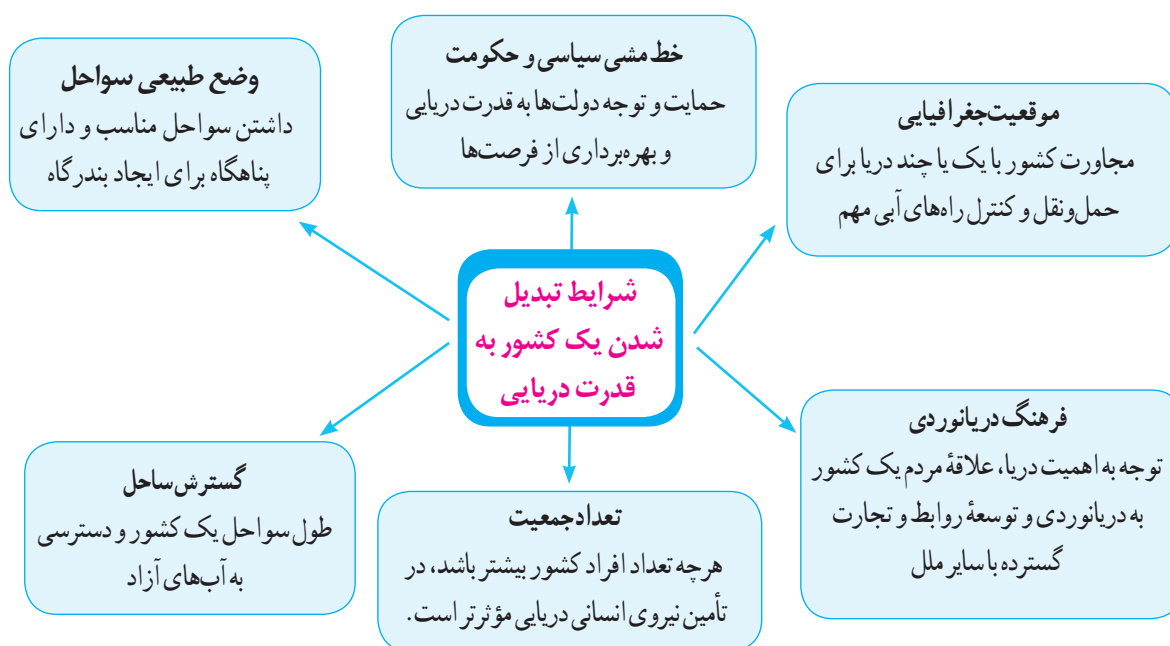 شرایط تبدیل
شدن یک کشور به
قدرت دریایی
موقعیت جغرافیایی
مجاورت کشور با یک یا چند دریا برای
حمل‌ونقل و کنترل راه‌های آبی مهم
خط مشی سیاسی و حکومت
حمایت و توجه دولت‌ها به قدرت دریایی
و بهره‌برداری از فرصت‌ها
وضع طبیعی سواحل
داشتن سواحل مناسب و دارای
پناهگاه برای ایجاد بندرگاه
فرهنگ دریانوردی
توجه به اهمیت دریا، علاقهٔ مردم یک کشور
به دریانوردی و توسعهٔ روابط و تجارت
گسترده با سایر ملل
تعداد جمعیت
هرچه تعداد افراد کشور بیشتر باشد، در
تأمین نیروی انسانی دریایی مؤثرتر است.
گسترش ساحل
طول سواحل یک کشور و دسترسی
به آب‌های آزاد